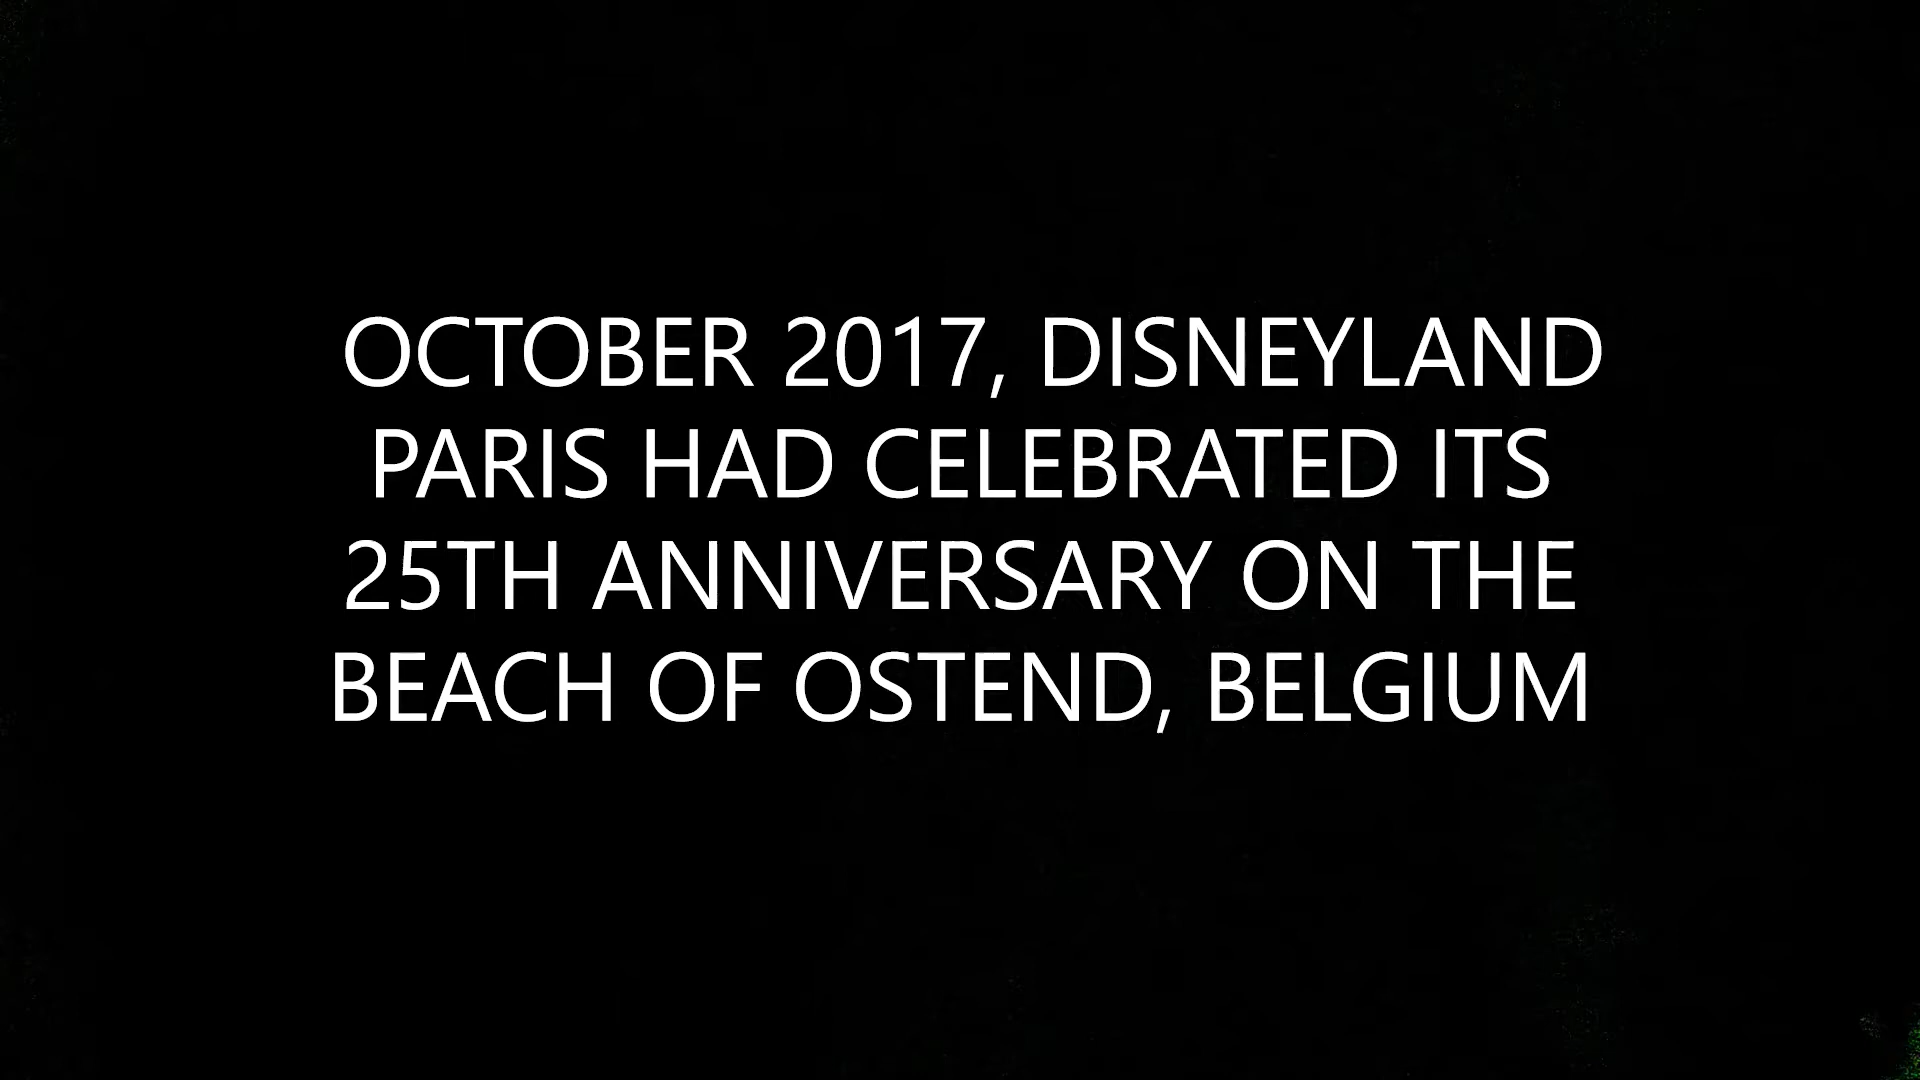 OCTOBER 2017, DISNEYLAND
PARIS HAD CELEBRATED ITS
25TH ANNIVERSARY ON THE
BEACH OF OSTEND, BELGIUM